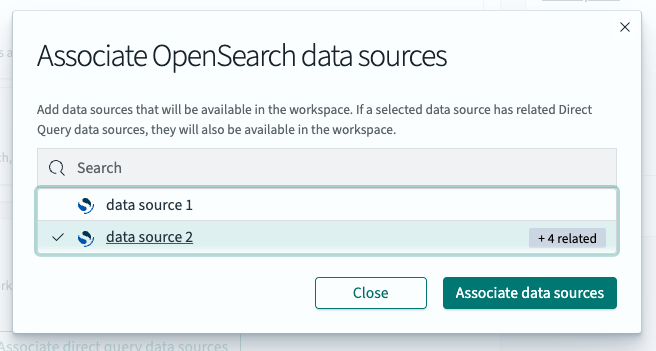 Associate OpenSearch data sources
Add data sources that will be available in the workspace. If a selected data source has related Direct
Query data sources, they will also be available in the workspace.
Search
data source 1
data source 2
+ 4 related
Close
Associate data sources
Associate direct query data sources